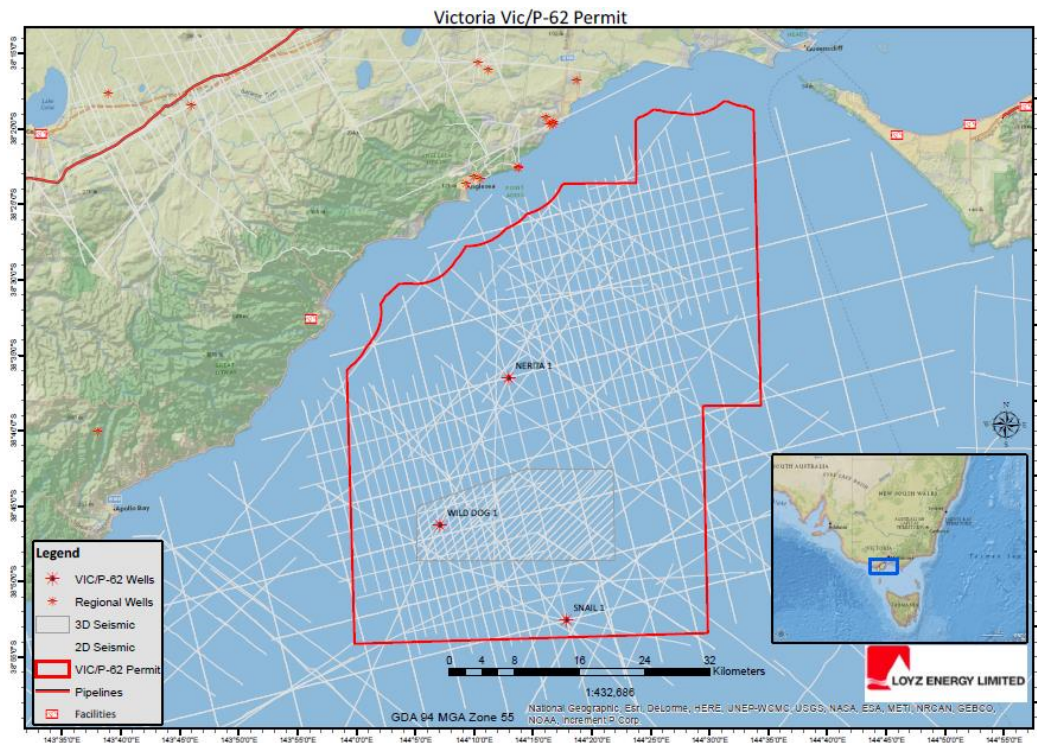 Victoria Vic/P-62 Permit
Queenscliff
Anglesea
NERITA 1
WILD DOG 1
SNAIL 1
Apollo Bay
Legend
VIC/P-62 Wells
Regional Wells
3D Seismic
2D Seismic
VIC/P-62 Permit
Pipelines
Facilities
0 4 8 16 24 32
Kilometers
1:432,686
GDA 94 MGA Zone 55
National Geographic, Esri, DeLorme, HERE, UNEP-WCMC, USGS, NASA, ESA, METI, NRCAN, GEBCO,
NOAA, increment P Corp.
N
SOUTH AUSTRALIA
NEW SOUTH WALES
VICTORIA
TASMANIA
LOYZ ENERGY LIMITED
143°35'0"E 143°40'0"E 143°45'0"E 143°50'0"E 143°55'0"E 144°0'0"E 144°5'0"E 144°10'0"E 144°15'0"E 144°20'0"E 144°25'0"E 144°30'0"E 144°35'0"E 144°40'0"E 144°45'0"E 144°50'0"E 144°55'0"E